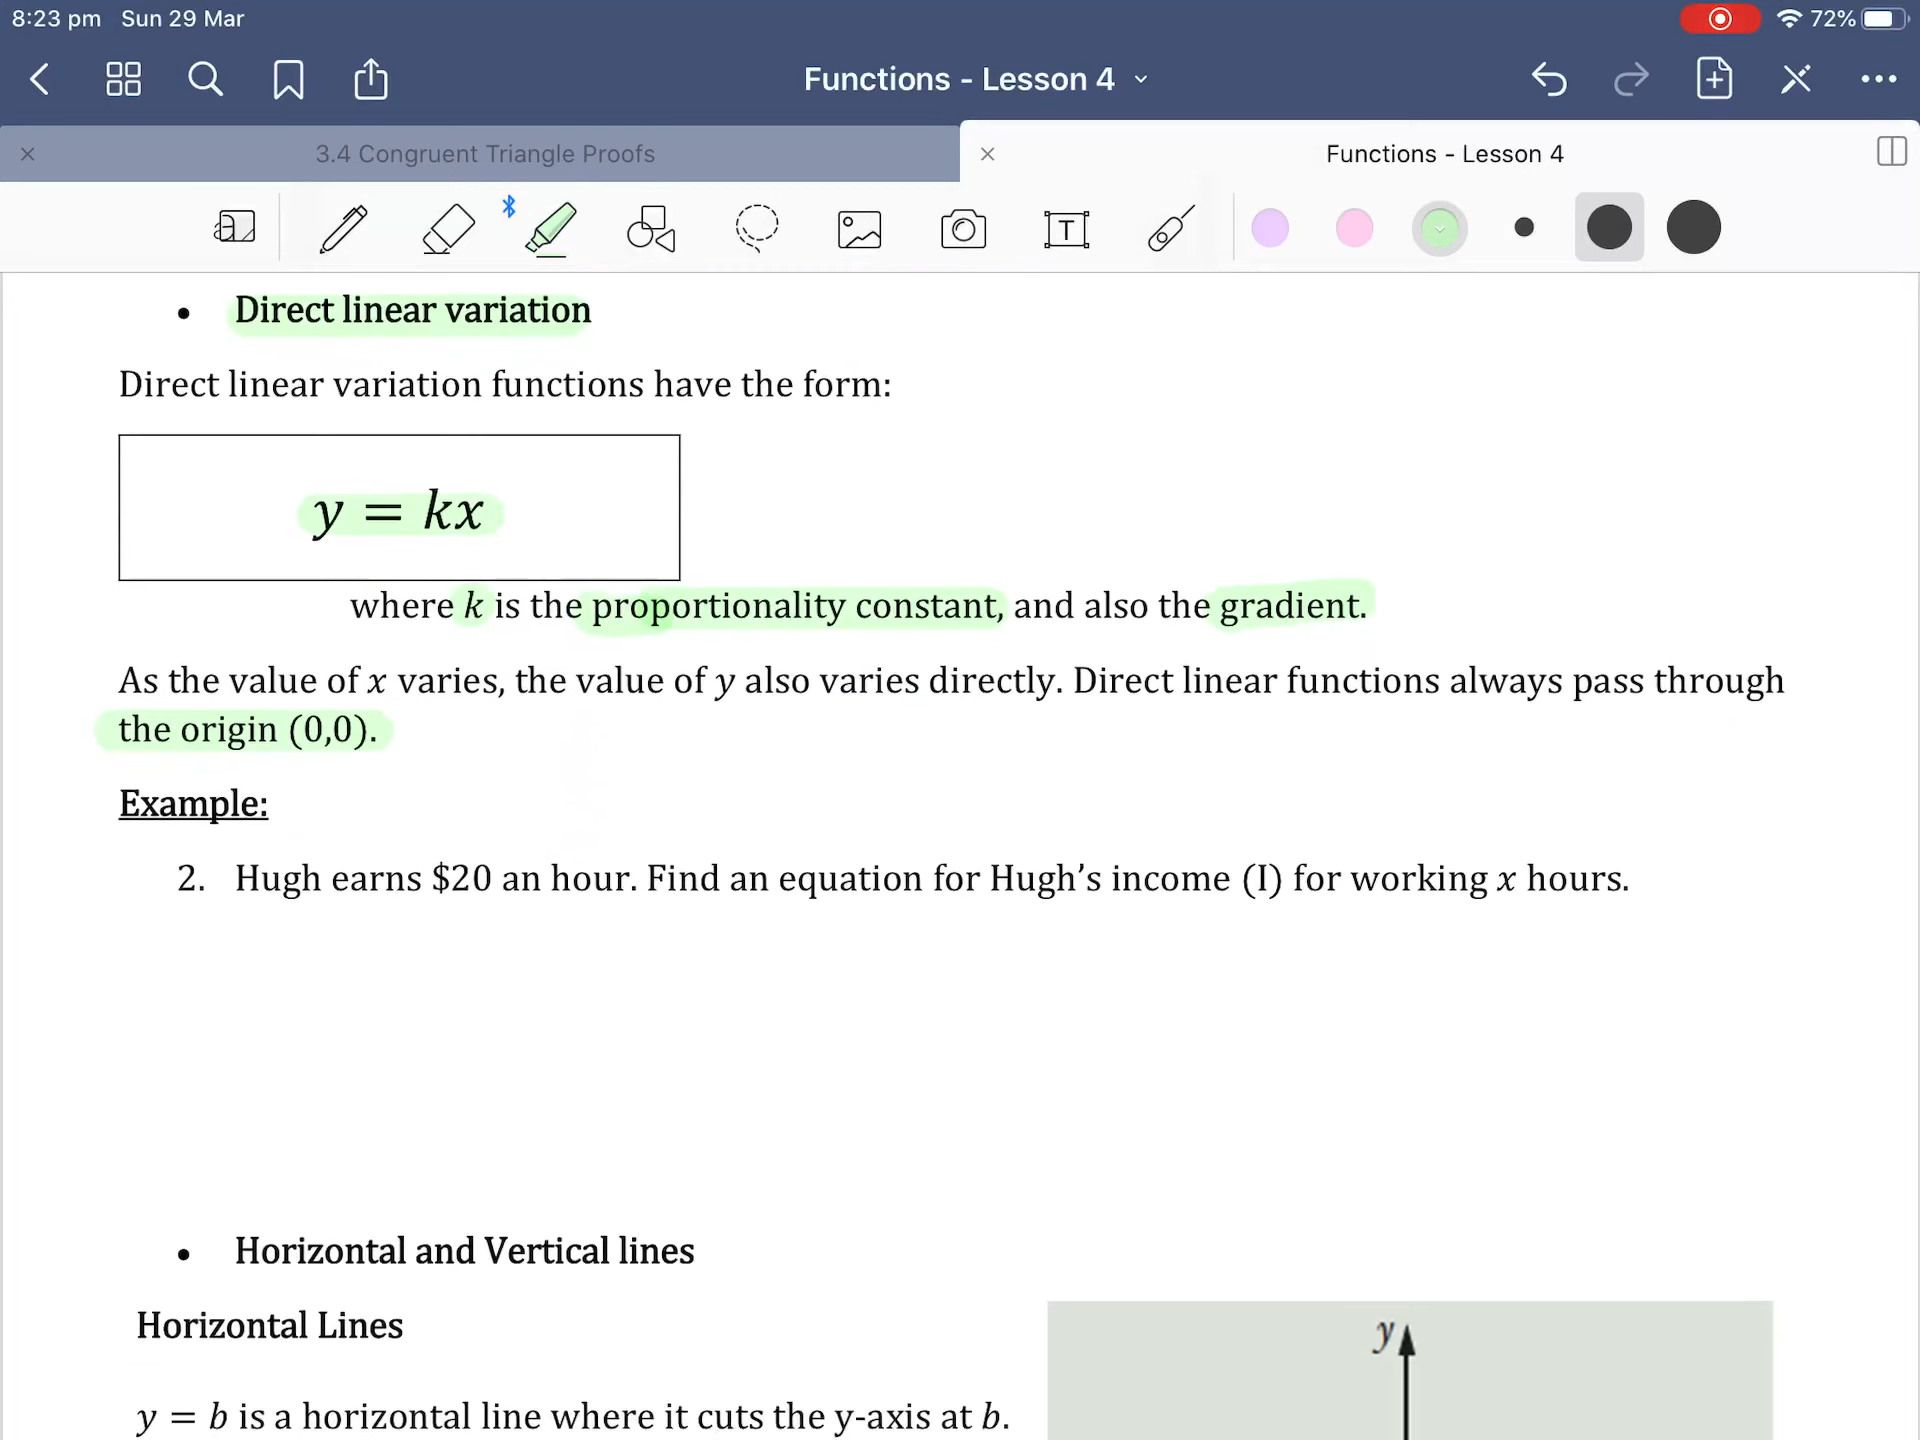 8:23 pm Sun 29 Mar 72%
Functions - Lesson 4
3.4 Congruent Triangle Proofs
Functions - Lesson 4
a T
• Direct linear variation
Direct linear variation functions have the form:
y = kx
where k is the proportionality constant, and also the gradient.
As the value of x varies, the value of y also varies directly. Direct linear functions always pass through
the origin (0,0).
Example:
2. Hugh earns $20 an hour. Find an equation for Hugh’s income (I) for working x hours.
• Horizontal and Vertical lines
Horizontal Lines
y
y = b is a horizontal line where it cuts the y-axis at b.